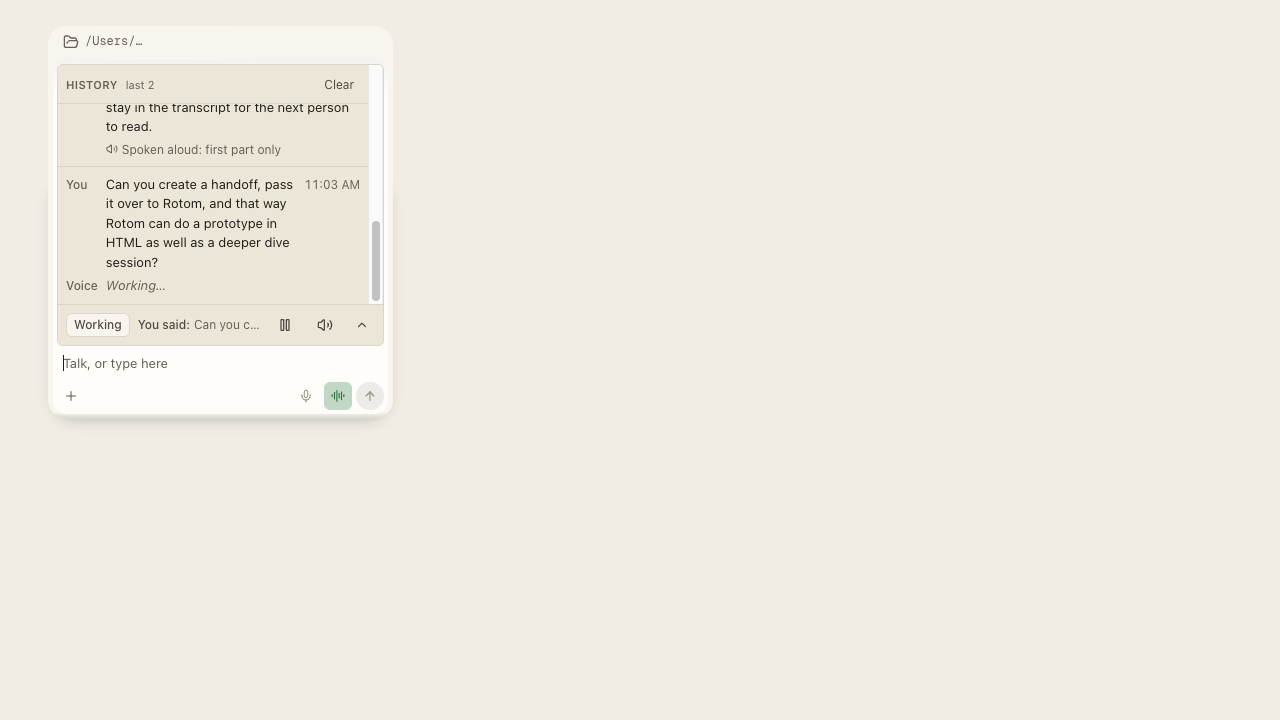 /Users/…
HISTORY last 2 Clear
stay in the transcript for the next person
to read.
Spoken aloud: first part only
You Can you create a handoff, pass 11:03 AM
it over to Rotom, and that way
Rotom can do a prototype in
HTML as well as a deeper dive
session?
Voice Working…
Working You said: Can you c…
Talk, or type here